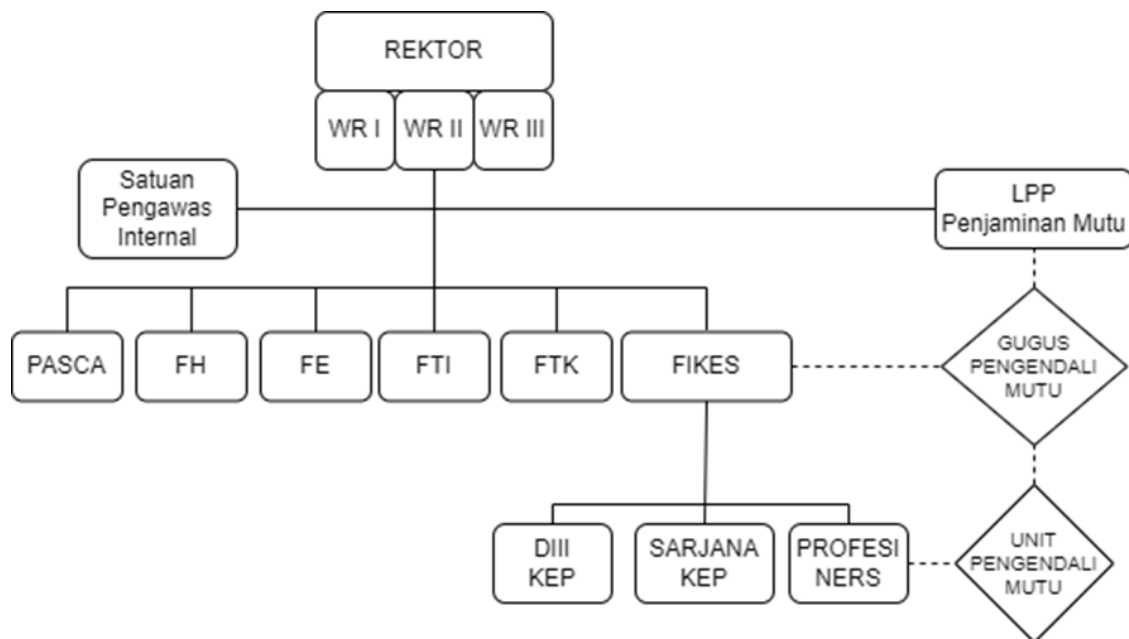 REKTOR
WR I
WR II
WR III
Satuan
Pengawas
Internal
LPP
Penjaminan Mutu
PASCA
FH
FE
FTI
FTK
FIKES
GUGUS
PENGENDALI
MUTU
DIII
KEP
SARJANA
KEP
PROFESI
NERS
UNIT
PENGENDALI
MUTU